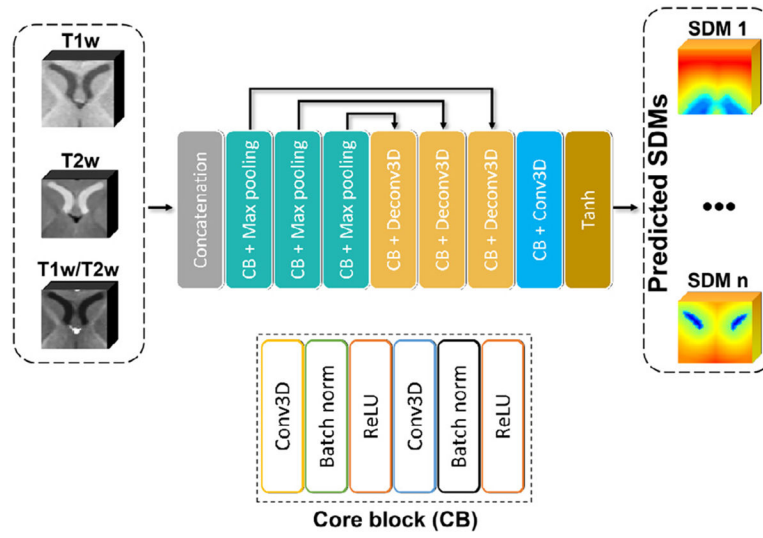 T1w
T2w
T1w/T2w
Concatenation
CB + Max pooling
CB + Max pooling
CB + Max pooling
CB + Deconv3D
CB + Deconv3D
CB + Deconv3D
CB + Conv3D
Tanh
Predicted SDMs
SDM 1
SDM n
Conv3D
Batch norm
ReLU
Conv3D
Batch norm
ReLU
Core block (CB)